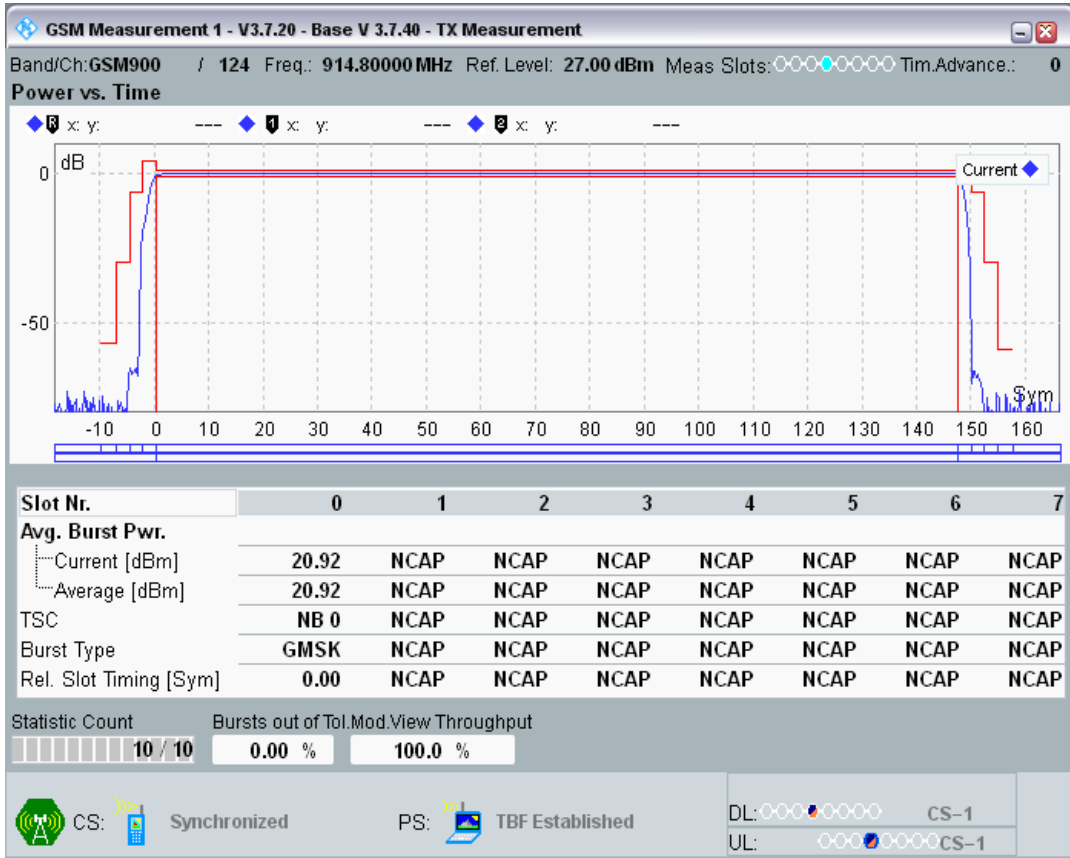 GSM Measurement 1 - V3.7.20 - Base V 3.7.40 - TX Measurement
Band/Ch:GSM900 / 124 Freq.: 914.80000 MHz Ref. Level: 27.00 dBm Meas Slots: Tim.Advance.: 0
Power vs. Time
R x: y: --- 1 x: y: --- 2 x: y: ---
dB
Current
0
-50
Sym
-10 0 10 20 30 40 50 60 70 80 90 100 110 120 130 140 150 160
Slot Nr. 0 1 2 3 4 5 6 7
Avg. Burst Pwr.
Current [dBm] 20.92 NCAP NCAP NCAP NCAP NCAP NCAP NCAP
Average [dBm] 20.92 NCAP NCAP NCAP NCAP NCAP NCAP NCAP
TSC NB 0 NCAP NCAP NCAP NCAP NCAP NCAP NCAP
Burst Type GMSK NCAP NCAP NCAP NCAP NCAP NCAP NCAP
Rel. Slot Timing [Sym] 0.00 NCAP NCAP NCAP NCAP NCAP NCAP NCAP
Statistic Count Bursts out of Tol.Mod.View Throughput
10 / 10 0.00 % 100.0 %
CS: Synchronized PS: TBF Established
DL: CS-1
UL: CS-1